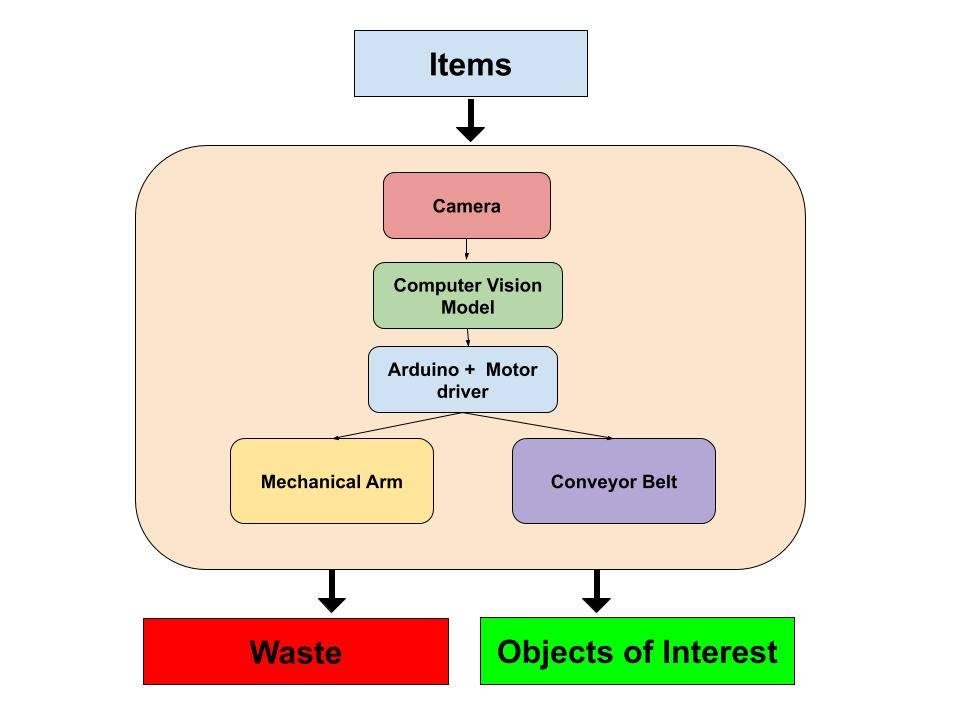 Items
Camera
Computer Vision
Model
Arduino +  Motor
driver
Mechanical Arm
Conveyor Belt
Waste
Objects of Interest